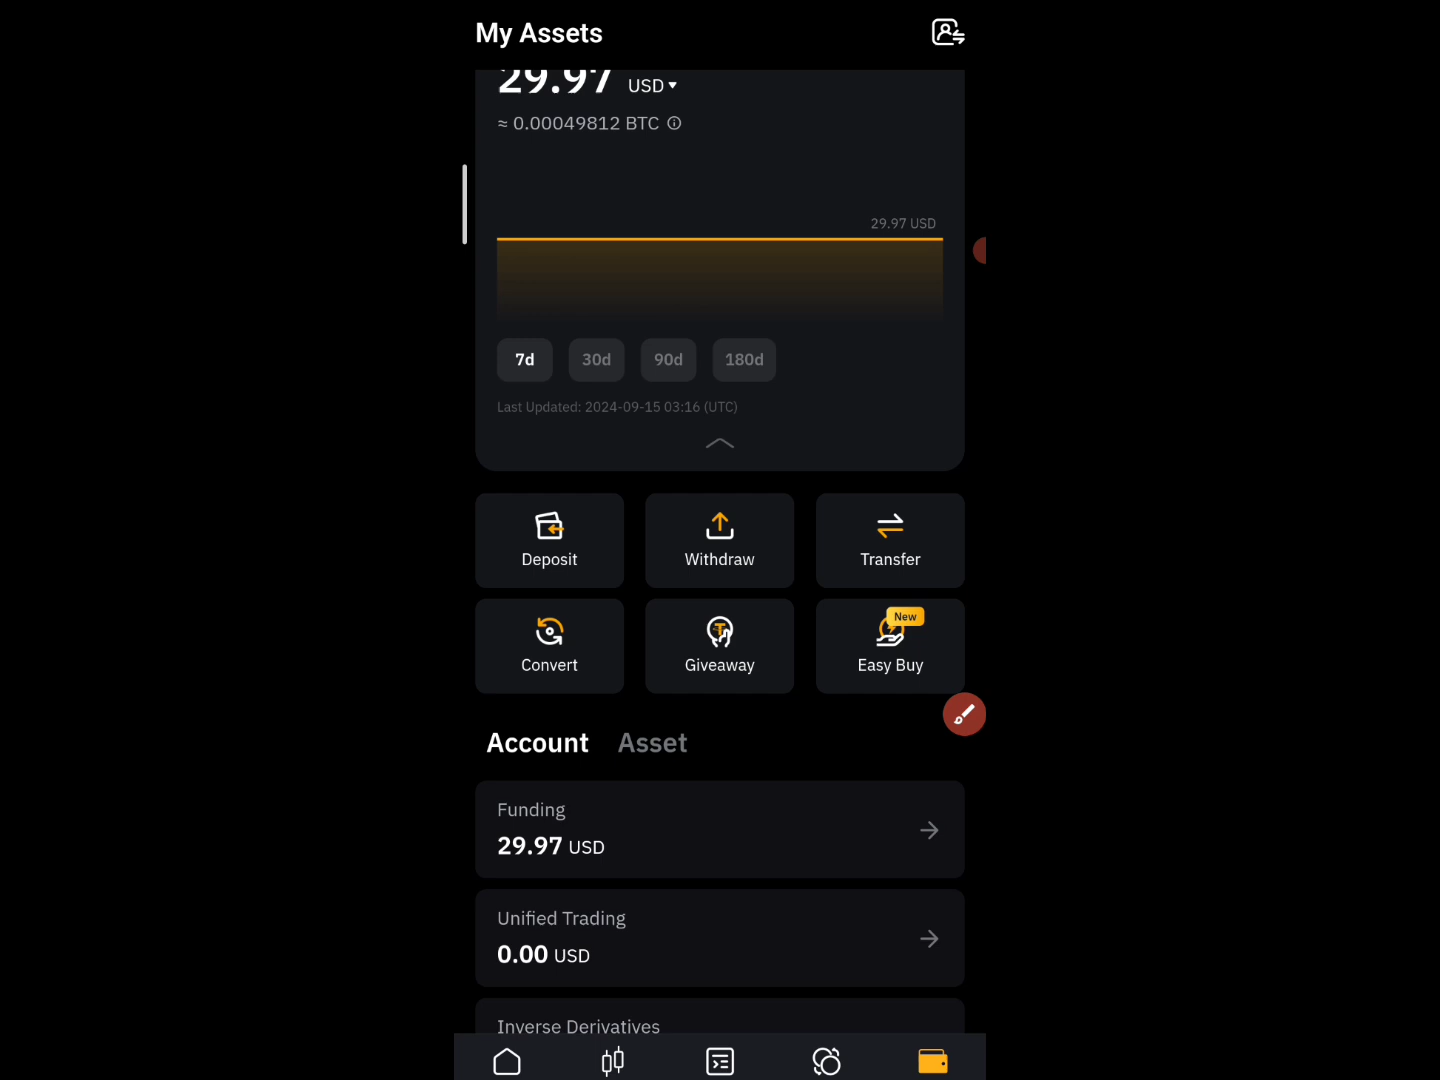 My Assets
29.97 USD
≈ 0.00049812 BTC
29.97 USD
7d 30d 90d 180d
Last Updated: 2024-09-15 03:16 (UTC)
Deposit Withdraw Transfer
New
Convert Giveaway Easy Buy
Account Asset
Funding
29.97 USD
Unified Trading
0.00 USD
Inverse Derivatives